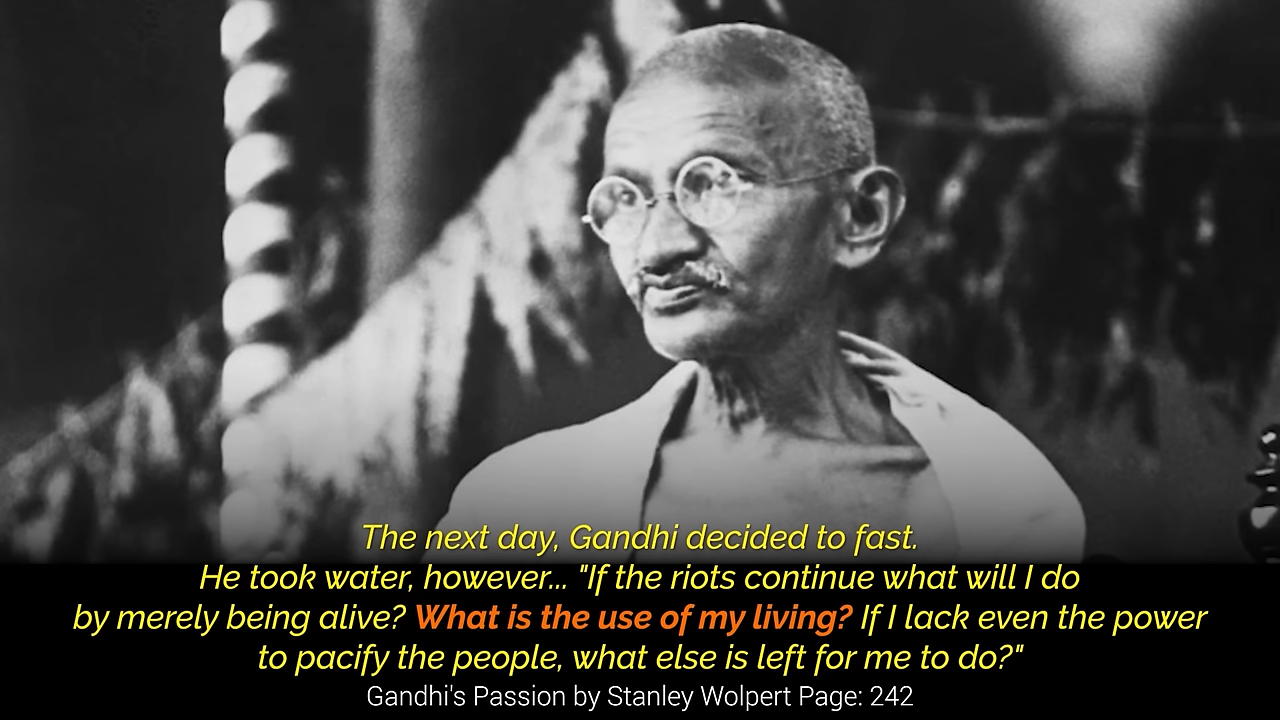 The next day, Gandhi decided to fast.
He took water, however... "If the riots continue what will I do
by merely being alive? What is the use of my living? If I lack even the power
to pacify the people, what else is left for me to do?"
Gandhi's Passion by Stanley Wolpert Page: 242